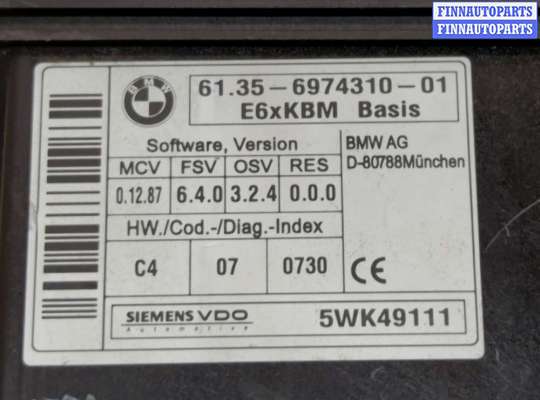 FINNAUTOPARTS
FINNAUTOPARTS
BMW
61.35-6974310-01
E6xKBM Basis
Software, Version
MCV FSV OSV RES
0.12.87 6.4.0 3.2.4 0.0.0
HW./Cod.-/Diag.-Index
C4 07 0730
BMW AG
D-80788München
CE
SIEMENS VDO
Automotive
5WK49111